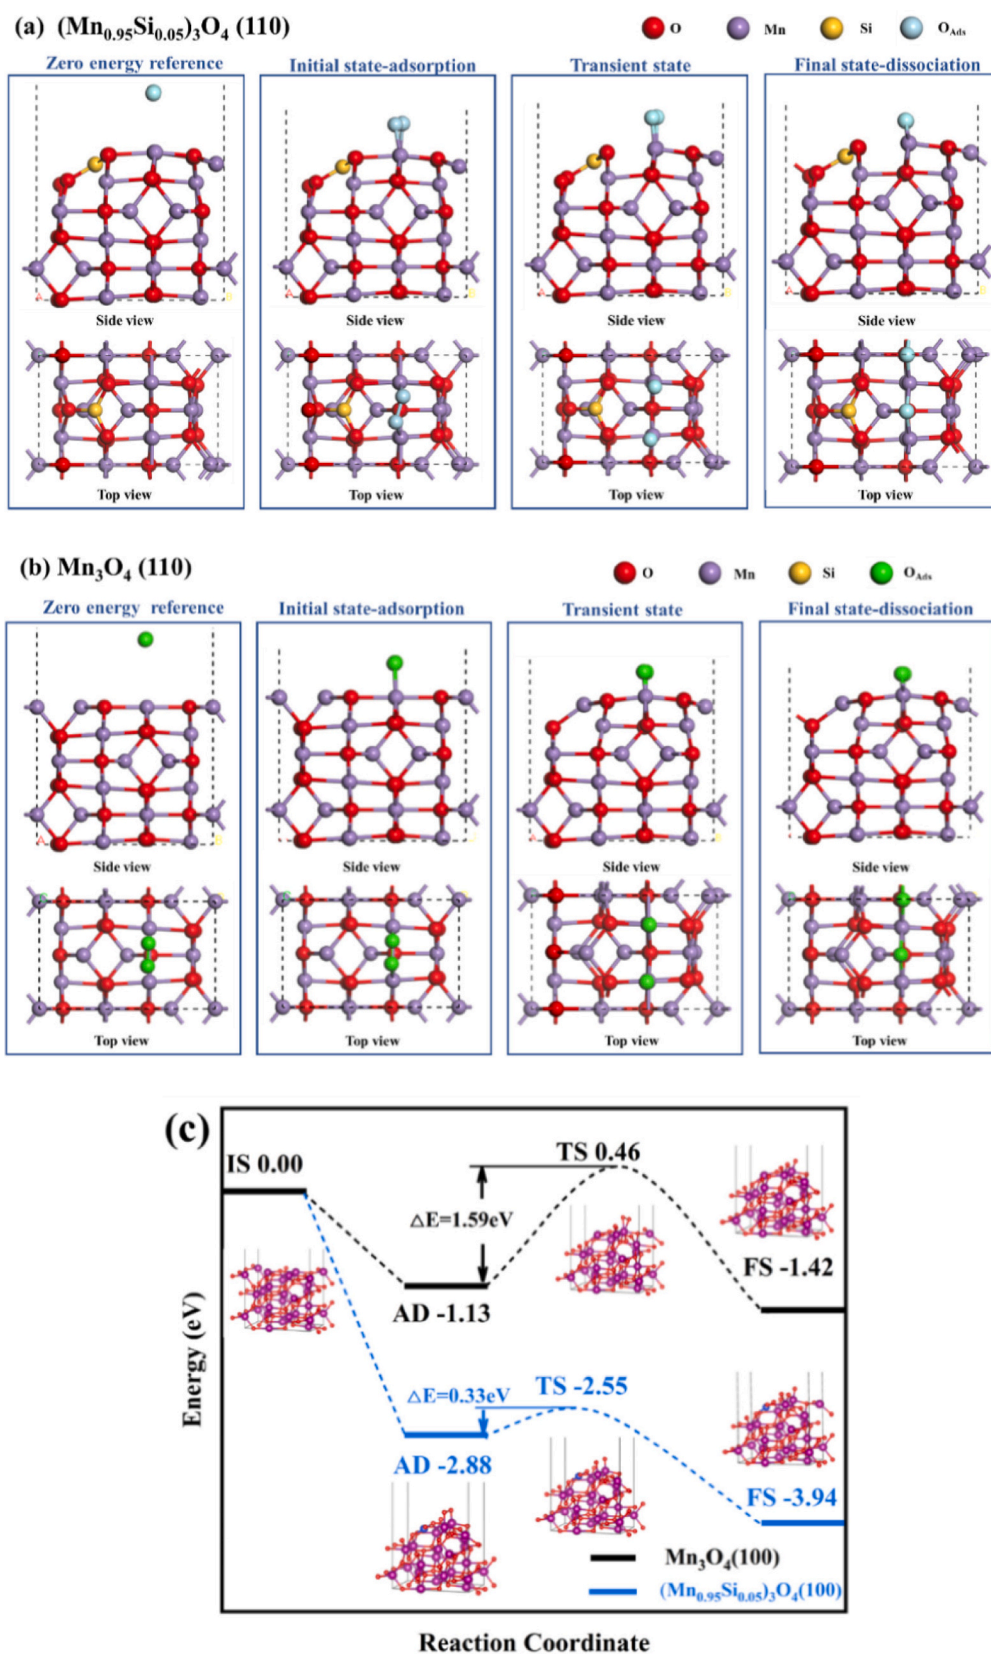 (a) (Mn₀.₉₅Si₀.₀₅)₃O₄ (110)
O Mn Si O_Ads
Zero energy reference Initial state-adsorption Transient state Final state-dissociation
A B A B A B A B
Side view Side view Side view Side view
Top view Top view Top view Top view
(b) Mn₃O₄ (110)
O Mn Si O_Ads
Zero energy reference Initial state-adsorption Transient state Final state-dissociation
A B A B
Side view Side view Side view Side view
Top view Top view Top view Top view
(c)
IS 0.00
TS 0.46
△E=1.59eV
FS -1.42
AD -1.13
△E=0.33eV
TS -2.55
AD -2.88
FS -3.94
Mn₃O₄(100)
(Mn₀.₉₅Si₀.₀₅)₃O₄(100)
Energy (eV)
Reaction Coordinate